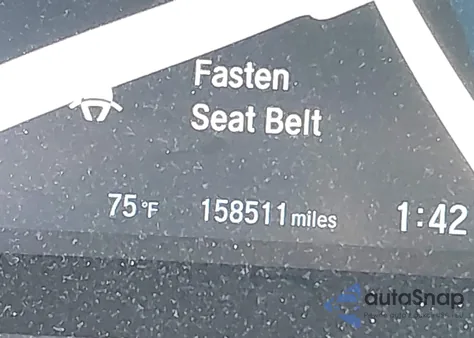 Fasten
Seat Belt
75°F 158511 miles 1:42
autoSnap